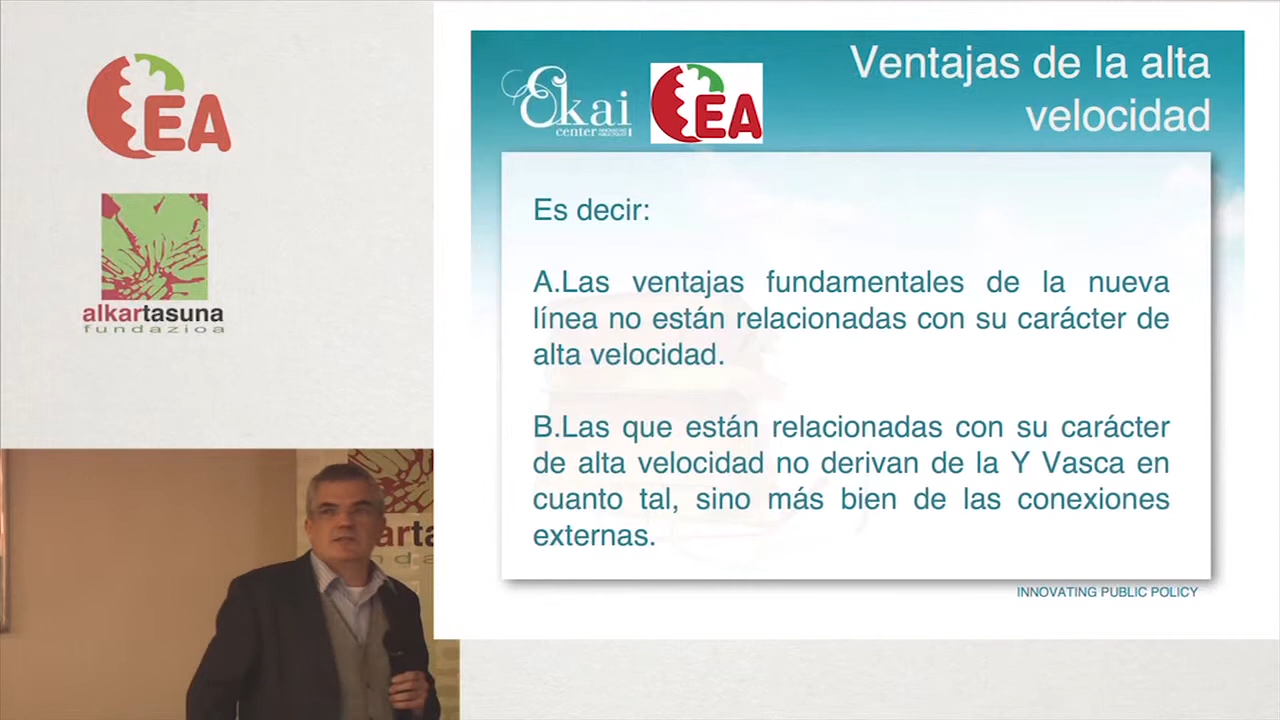 EA
alkartasuna
fundazioa
Ekai
center
EA
Ventajas de la alta
velocidad
Es decir:
A.Las ventajas fundamentales de la nueva
línea no están relacionadas con su carácter de
alta velocidad.
B.Las que están relacionadas con su carácter
de alta velocidad no derivan de la Y Vasca en
cuanto tal, sino más bien de las conexiones
externas.
INNOVATING PUBLIC POLICY